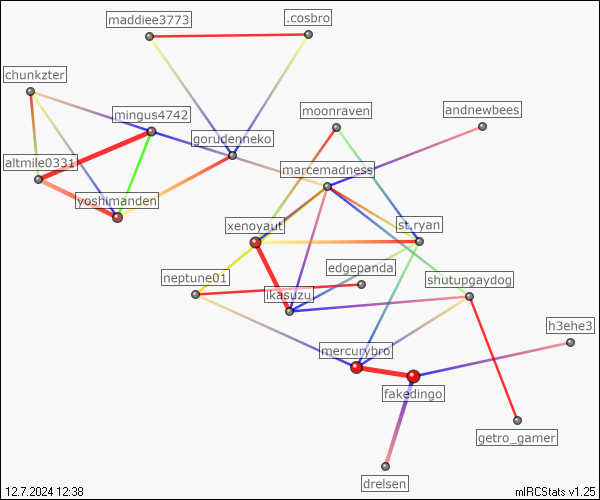 maddiee3773
.cosbro
chunkzter
mingus4742
moonraven
andnewbees
gorudenneko
altmile0331
marcemadness
yoshimanden
xenoyaut
st.ryan
edgepanda
neptune01
shutupgaydog
ikasuzu
h3ehe3
mercurybro
fakedingo
getro_gamer
drelsen
12.7.2024 12:38
mIRCStats v1.25